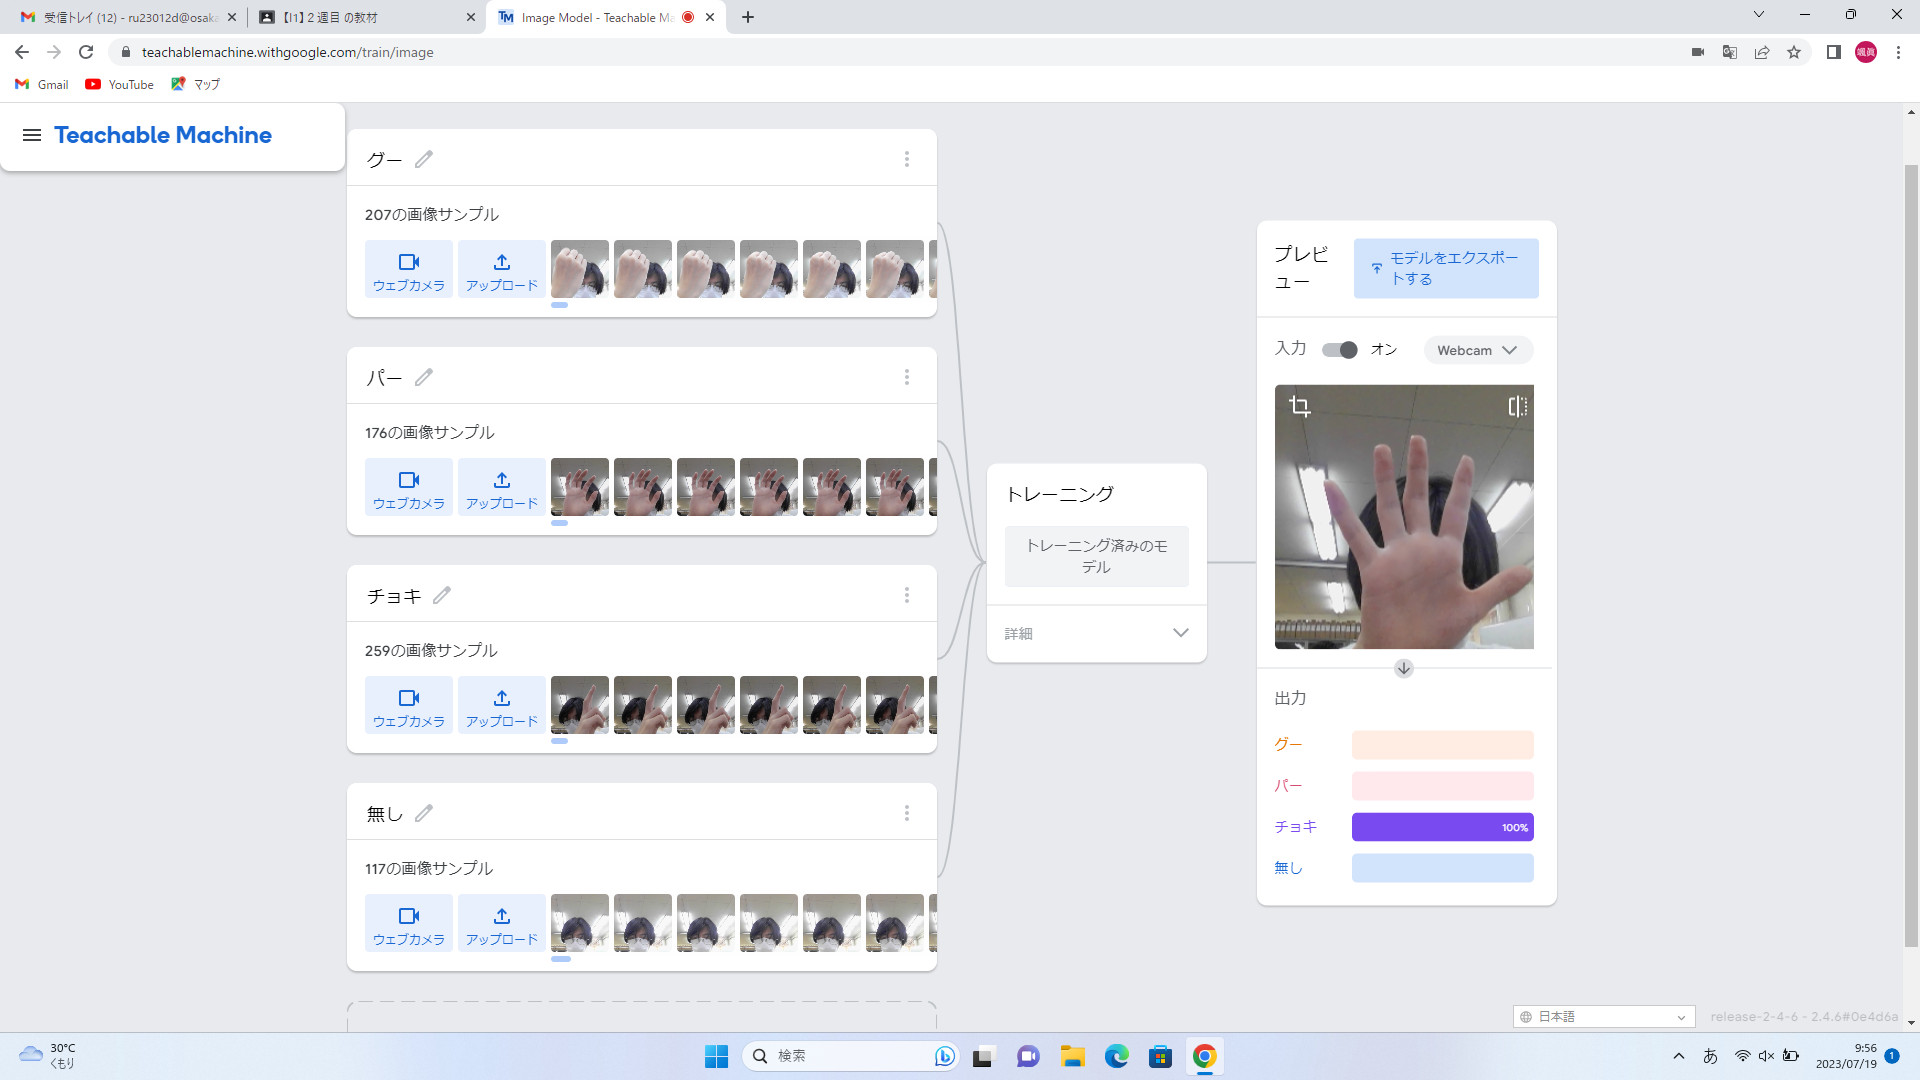 受信トレイ (12) - ru23012d@osaka
【I1】2 週目 の教材
Image Model - Teachable Ma
teachablemachine.withgoogle.com/train/image
颯眞
Gmail
YouTube
マップ
Teachable Machine
グー
207の画像サンプル
ウェブカメラ
アップロード
パー
176の画像サンプル
ウェブカメラ
アップロード
チョキ
259の画像サンプル
ウェブカメラ
アップロード
無し
117の画像サンプル
ウェブカメラ
アップロード
トレーニング
トレーニング済みのモ
デル
詳細
プレビ
ュー
モデルをエクスポー
トする
入力
オン
Webcam
出力
グー
パー
チョキ
100%
無し
日本語
release-2-4-6 - 2.4.6#0e4d6a
30°C
くもり
検索
あ
9:56
2023/07/19
1